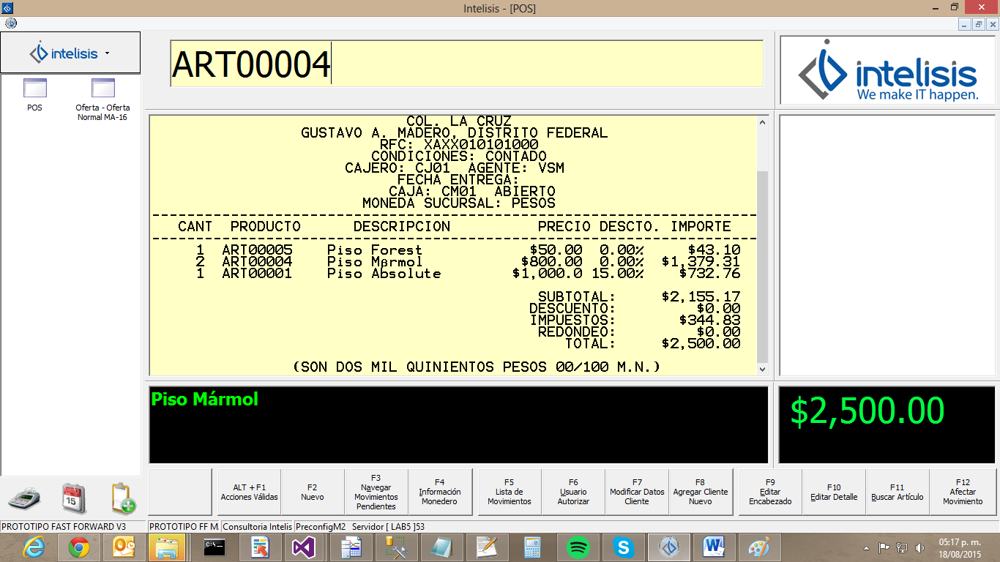 Intelisis - [POS]
intelisis
ART00004
intelisis
We make IT happen.
POS
Oferta - Oferta
Normal MA-16
COL. LA CRUZ
GUSTAVO A. MADERO, DISTRITO FEDERAL
RFC: XAXX010101000
CONDICIONES: CONTADO
CAJERO: CJ01 AGENTE: VSM
FECHA ENTREGA:
CAJA: CM01 ABIERTO
MONEDA SUCURSAL: PESOS
CANT PRODUCTO DESCRIPCION PRECIO DESCTO. IMPORTE
1 ART00005 Piso Forest $50.00 0.00% $43.10
2 ART00004 Piso Mβrmol $800.00 0.00% $1,379.31
1 ART00001 Piso Absolute $1,000.0 15.00% $732.76
SUBTOTAL: $2,155.17
DESCUENTO: $0.00
IMPUESTOS: $344.83
REDONDEO: $0.00
TOTAL: $2,500.00
(SON DOS MIL QUINIENTOS PESOS 00/100 M.N.)
Piso Mármol
$2,500.00
ALT + F1
Acciones Válidas
F2
Nuevo
F3
Navegar
Movimientos
Pendientes
F4
Información
Monedero
F5
Lista de
Movimientos
F6
Usuario
Autorizar
F7
Modificar Datos
Cliente
F8
Agregar Cliente
Nuevo
F9
Editar
Encabezado
F10
Editar Detalle
F11
Buscar Artículo
F12
Afectar
Movimiento
15
PROTOTIPO FAST FORWARD V3 PROTOTIPO FF M. Consultoria Intelis PreconfigM2 Servidor [ LAB5 ]53
05:17 p. m.
18/08/2015